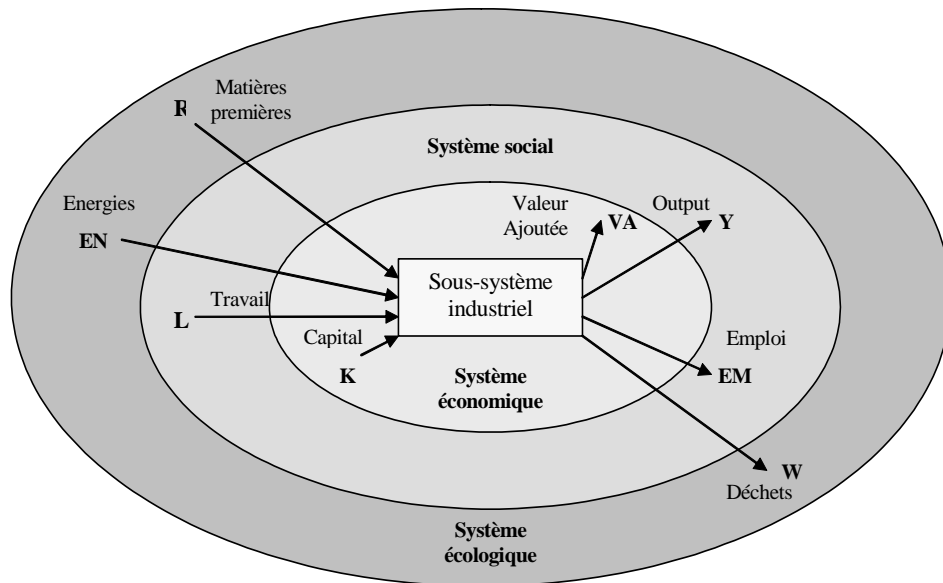 Matières
premières
R
Système social
Energies
EN
Valeur
Ajoutée
VA
Output
Y
Sous-système
industriel
Travail
L
Capital
K
Emploi
EM
Système
économique
W
Déchets
Système
écologique